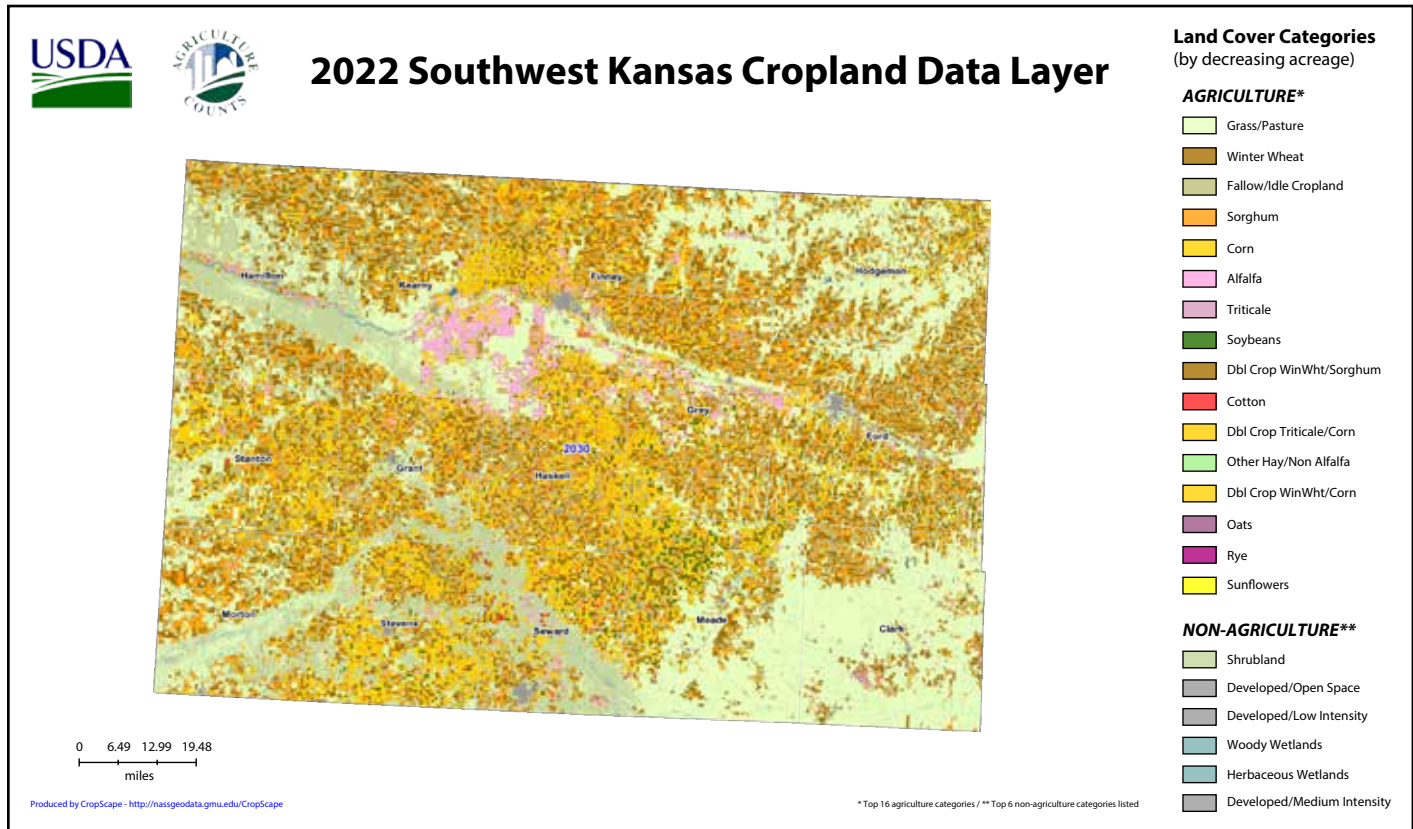 USDA
AGRICULTURE
COUNTS
2022 Southwest Kansas Cropland Data Layer
Hamilton
Kearny
Finney
Hodgeman
Gray
Ford
Stanton
Grant
2030
Haskell
Morton
Stevens
Seward
Meade
Clark
0 6.49 12.99 19.48
miles
Produced by CropScape - http://nassgeodata.gmu.edu/CropScape
* Top 16 agriculture categories / ** Top 6 non-agriculture categories listed
Land Cover Categories
(by decreasing acreage)
AGRICULTURE*
Grass/Pasture
Winter Wheat
Fallow/Idle Cropland
Sorghum
Corn
Alfalfa
Triticale
Soybeans
Dbl Crop WinWht/Sorghum
Cotton
Dbl Crop Triticale/Corn
Other Hay/Non Alfalfa
Dbl Crop WinWht/Corn
Oats
Rye
Sunflowers
NON-AGRICULTURE**
Shrubland
Developed/Open Space
Developed/Low Intensity
Woody Wetlands
Herbaceous Wetlands
Developed/Medium Intensity